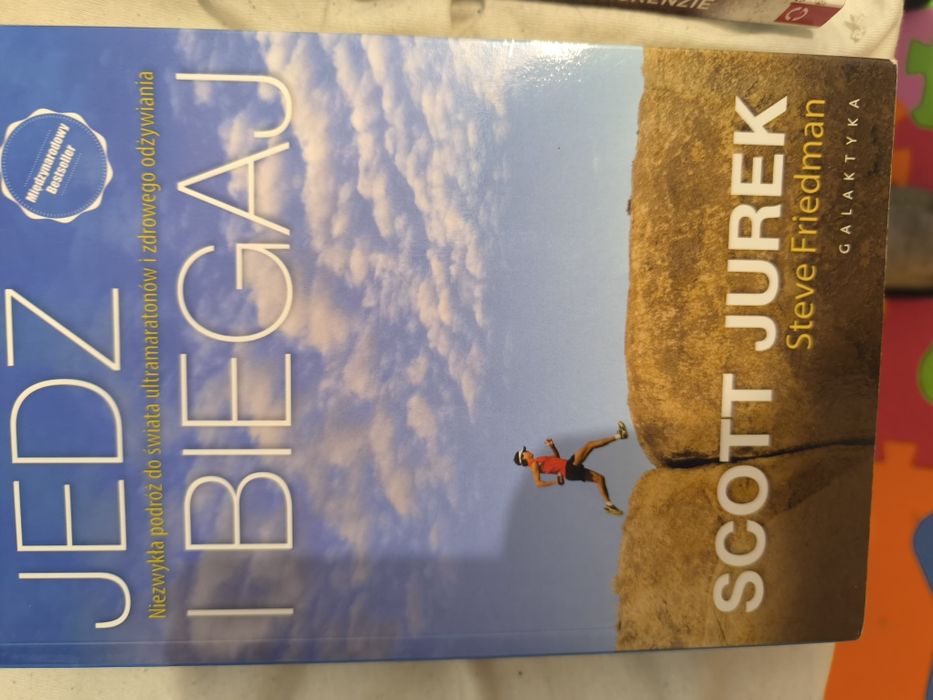 Międzynarodowy
Bestseller
JEDZ
Niezwykła podróż do świata ultramaratonów i zdrowego odżywiania
I BIEGAJ
SCOTT JUREK
Steve Friedman
GALAKTYKA